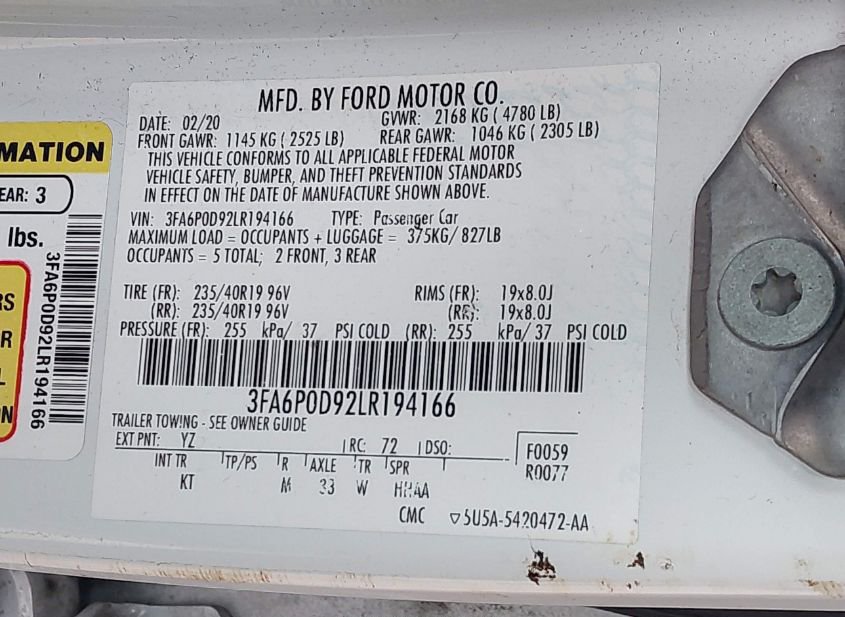 MATION
EAR: 3
lbs.
3FA6P0D92LR194166
RS
R
L
ON
MFD. BY FORD MOTOR CO.
DATE: 02/20 GVWR: 2168 KG ( 4780 LB)
FRONT GAWR: 1145 KG ( 2525 LB) REAR GAWR: 1046 KG ( 2305 LB)
THIS VEHICLE CONFORMS TO ALL APPLICABLE FEDERAL MOTOR
VEHICLE SAFETY, BUMPER, AND THEFT PREVENTION STANDARDS
IN EFFECT ON THE DATE OF MANUFACTURE SHOWN ABOVE.
VIN: 3FA6P0D92LR194166 TYPE: Passenger Car
MAXIMUM LOAD = OCCUPANTS + LUGGAGE = 375KG/ 827LB
OCCUPANTS = 5 TOTAL; 2 FRONT, 3 REAR
TIRE (FR): 235/40R19 96V RIMS (FR): 19x8.0J
(RR): 235/40R19 96V (RR): 19x8.0J
PRESSURE (FR): 255 kPa/ 37 PSI COLD (RR): 255 kPa/ 37 PSI COLD
3FA6P0D92LR194166
TRAILER TOWING - SEE OWNER GUIDE
EXT PNT: YZ RC: 72 DSO: F0059
R0077
INT TR TP/PS R AXLE TR SPR
KT M 33 W HHAA
CMC 5U5A-5420472-AA